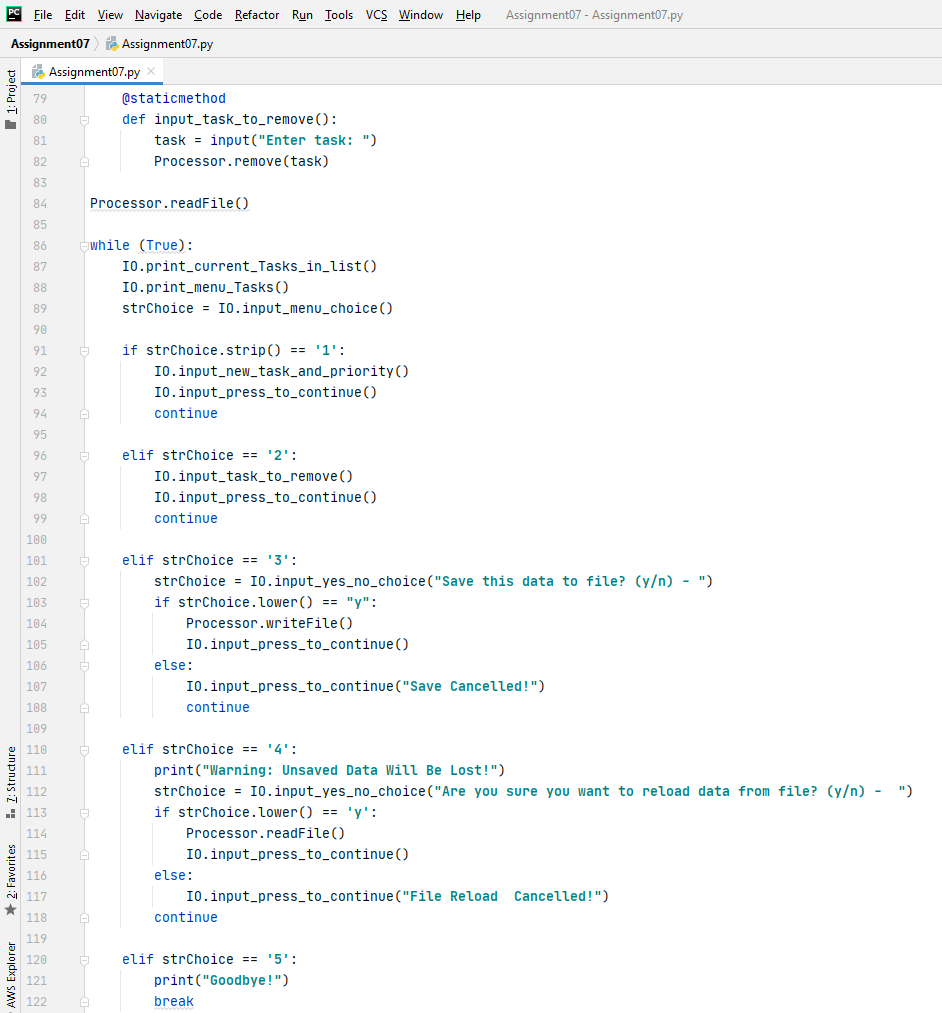 PC File Edit View Navigate Code Refactor Run Tools VCS Window Help Assignment07 - Assignment07.py
Assignment07 Assignment07.py
Assignment07.py
1: Project
79 @staticmethod
80 def input_task_to_remove():
81 task = input("Enter task: ")
82 Processor.remove(task)
83
84 Processor.readFile()
85
86 while (True):
87 IO.print_current_Tasks_in_list()
88 IO.print_menu_Tasks()
89 strChoice = IO.input_menu_choice()
90
91 if strChoice.strip() == '1':
92 IO.input_new_task_and_priority()
93 IO.input_press_to_continue()
94 continue
95
96 elif strChoice == '2':
97 IO.input_task_to_remove()
98 IO.input_press_to_continue()
99 continue
100
101 elif strChoice == '3':
102 strChoice = IO.input_yes_no_choice("Save this data to file? (y/n) - ")
103 if strChoice.lower() == "y":
104 Processor.writeFile()
105 IO.input_press_to_continue()
106 else:
107 IO.input_press_to_continue("Save Cancelled!")
108 continue
109
110 elif strChoice == '4':
111 print("Warning: Unsaved Data Will Be Lost!")
112 strChoice = IO.input_yes_no_choice("Are you sure you want to reload data from file? (y/n) -  ")
113 if strChoice.lower() == 'y':
114 Processor.readFile()
115 IO.input_press_to_continue()
116 else:
117 IO.input_press_to_continue("File Reload  Cancelled!")
118 continue
119
120 elif strChoice == '5':
121 print("Goodbye!")
122 break
7: Structure
2: Favorites
AWS Explorer